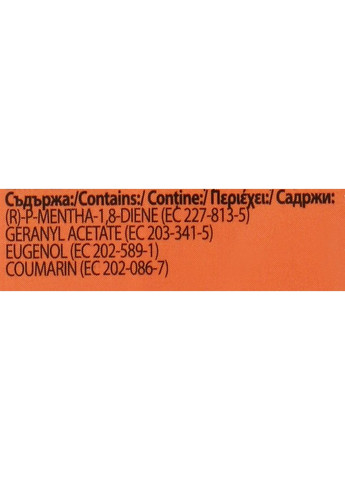 Съдържа:/Contains:/ Contine:/ Περιέχει:/ Садржи:
(R)-P-MENTHA-1,8-DIENE (EC 227-813-5)
GERANYL ACETATE (EC 203-341-5)
EUGENOL (EC 202-589-1)
COUMARIN (EC 202-086-7)